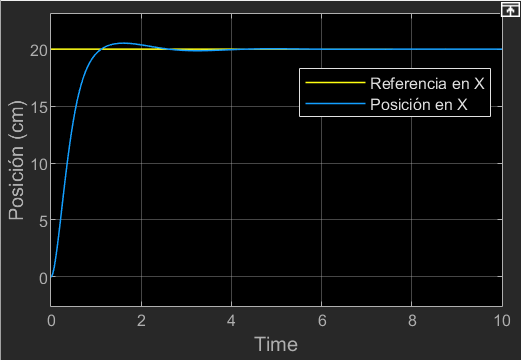 20
15
10
5
0
Posición (cm)
Referencia en X
Posición en X
0 2 4 6 8 10
Time